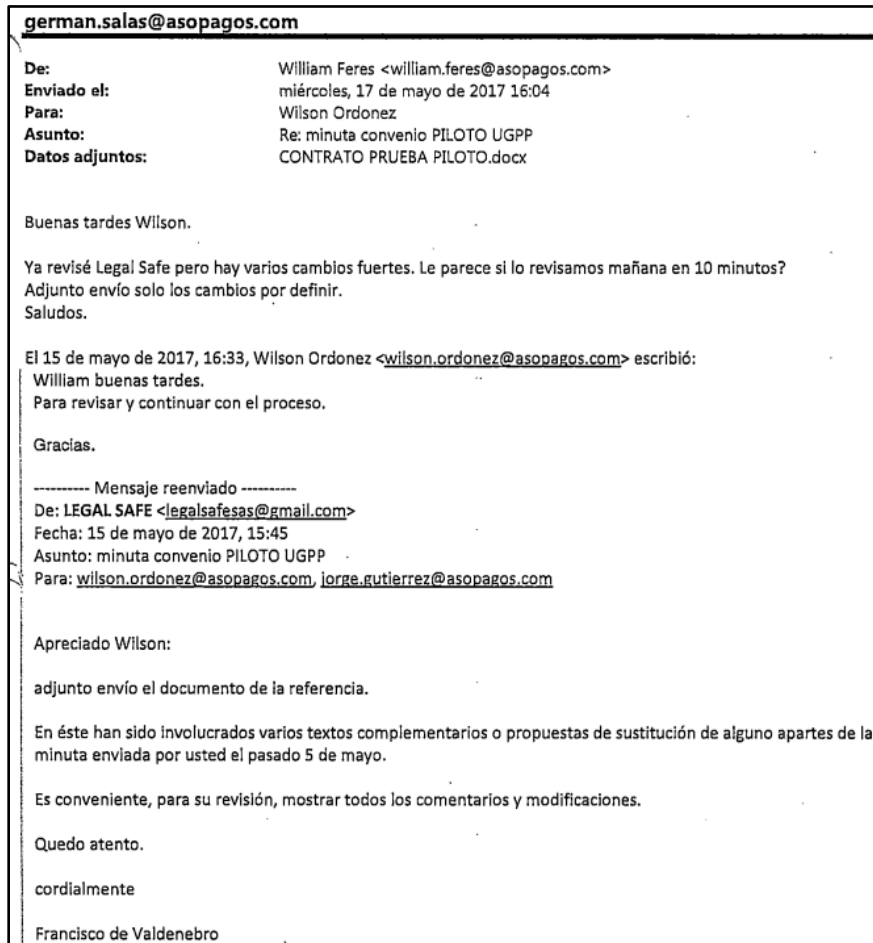 german.salas@asopagos.com
De: William Feres <william.feres@asopagos.com>
Enviado el: miércoles, 17 de mayo de 2017 16:04
Para: Wilson Ordonez
Asunto: Re: minuta convenio PILOTO UGPP
Datos adjuntos: CONTRATO PRUEBA PILOTO.docx
Buenas tardes Wilson.
Ya revisé Legal Safe pero hay varios cambios fuertes. Le parece si lo revisamos mañana en 10 minutos?
Adjunto envío solo los cambios por definir.
Saludos.
El 15 de mayo de 2017, 16:33, Wilson Ordonez <wilson.ordonez@asopagos.com> escribió:
William buenas tardes.
Para revisar y continuar con el proceso.
Gracias.
---------- Mensaje reenviado ----------
De: LEGAL SAFE <legalsafesas@gmail.com>
Fecha: 15 de mayo de 2017, 15:45
Asunto: minuta convenio PILOTO UGPP
Para: wilson.ordonez@asopagos.com, jorge.gutierrez@asopagos.com
Apreciado Wilson:
adjunto envío el documento de la referencia.
En éste han sido involucrados varios textos complementarios o propuestas de sustitución de alguno apartes de la
minuta enviada por usted el pasado 5 de mayo.
Es conveniente, para su revisión, mostrar todos los comentarios y modificaciones.
Quedo atento.
cordialmente
Francisco de Valdenebro